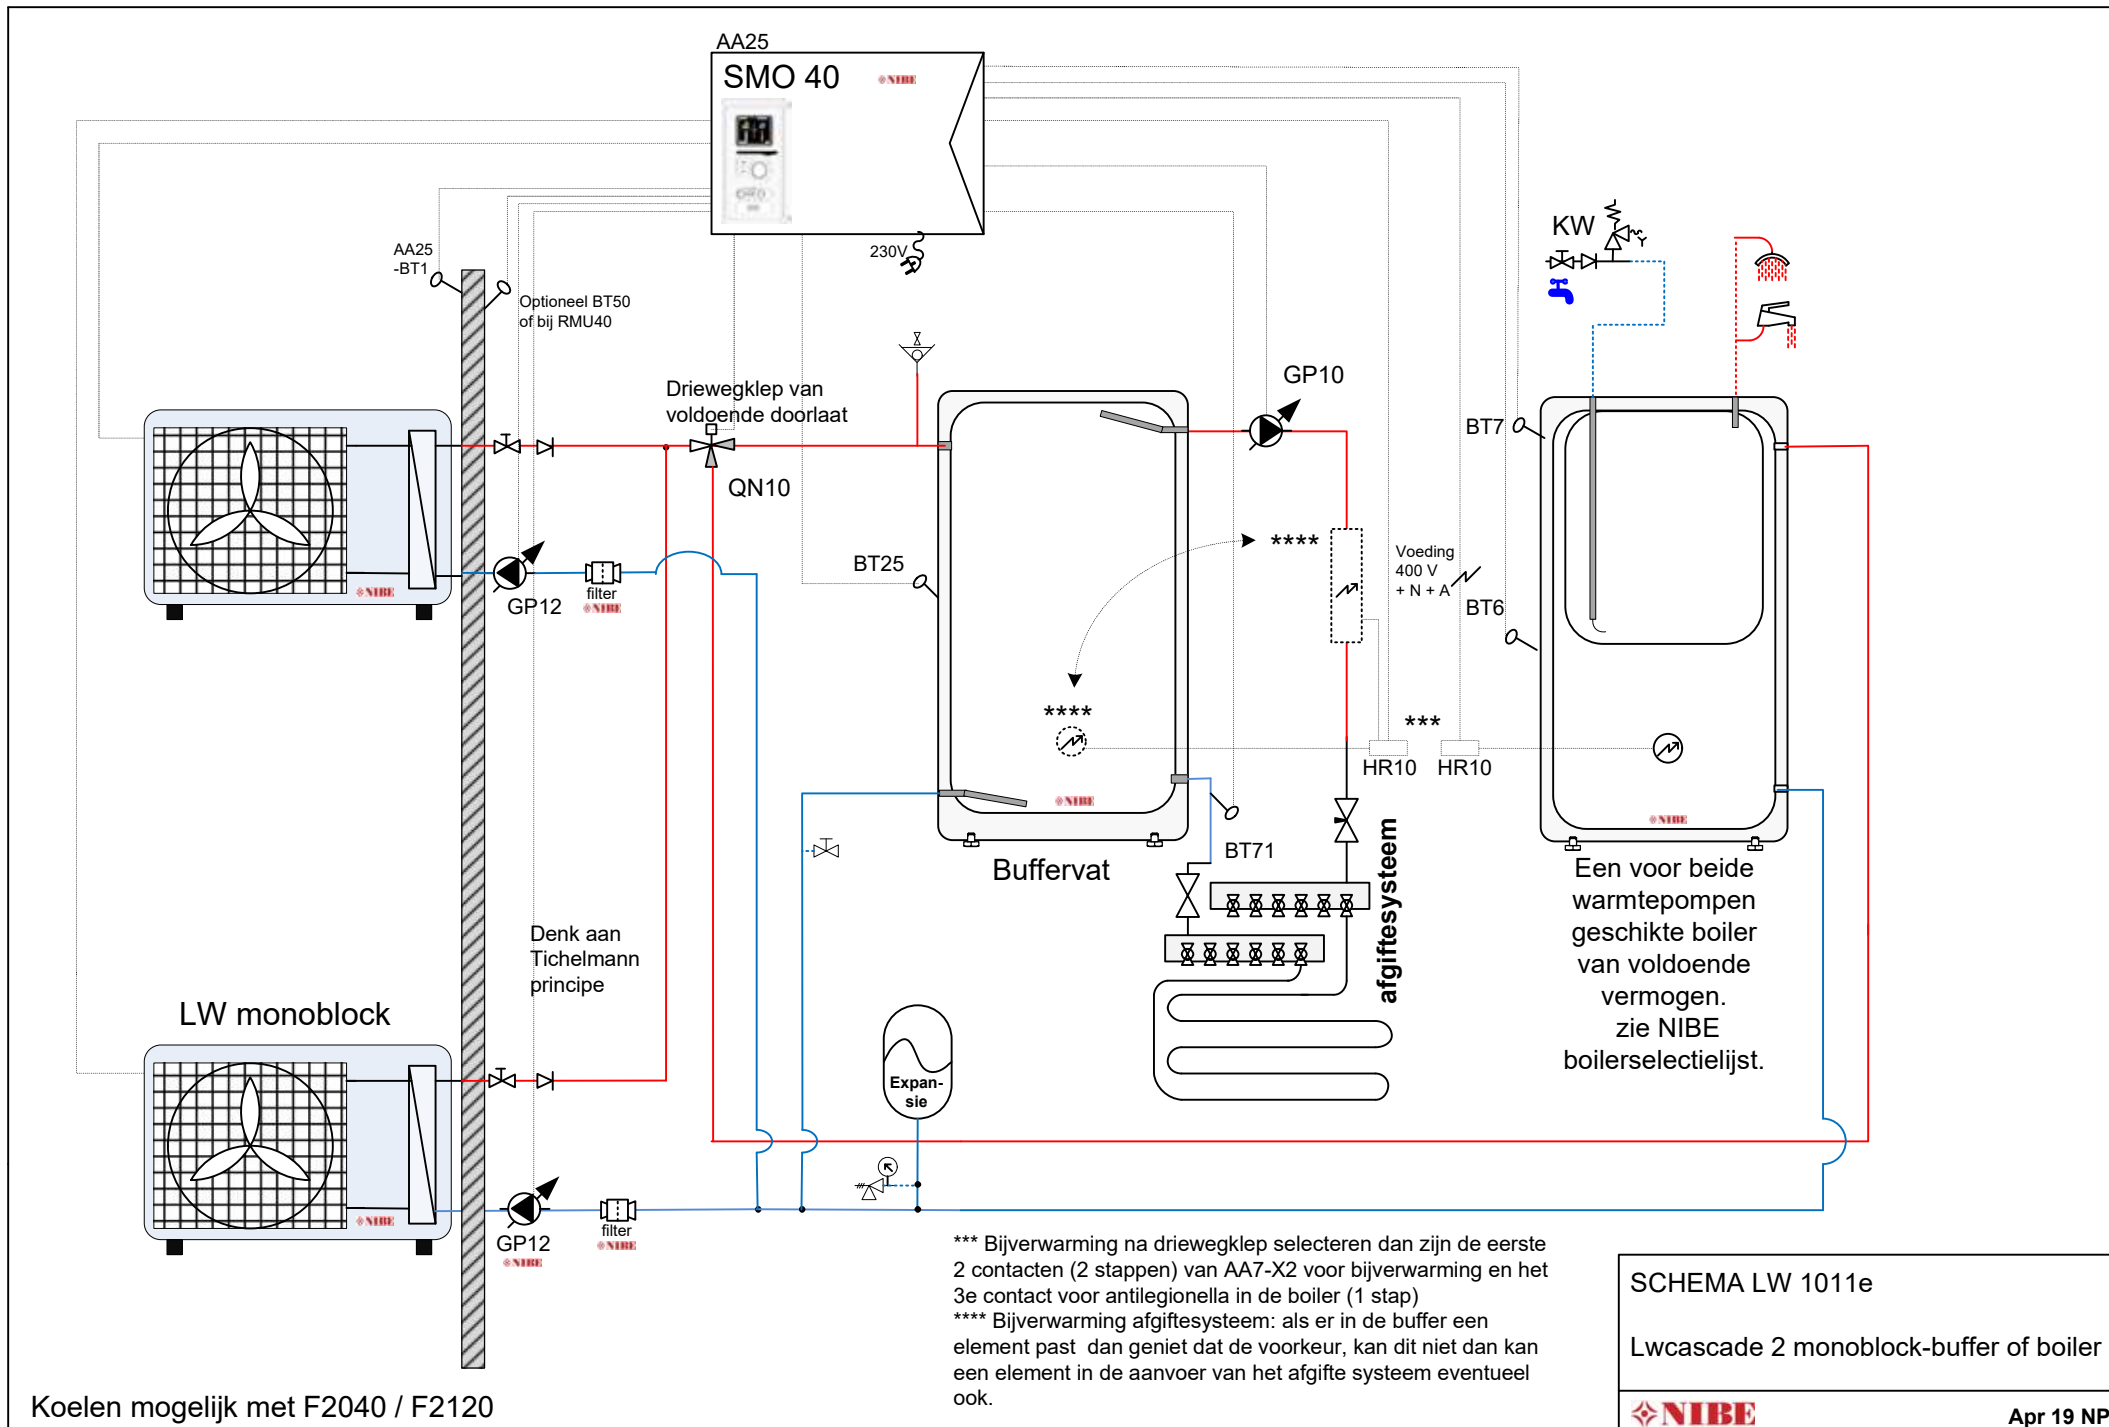 AA25
SMO 40
NIBE
230V
AA25
-BT1
Optioneel BT50
of bij RMU40
KW
Driewegklep van
voldoende doorlaat
QN10
GP10
BT7
BT25
****
Voeding
400 V
+ N + A
BT6
NIBE
GP12
filter
NIBE
****
***
HR10
HR10
NIBE
NIBE
BT71
Buffervat
afgiftesysteem
Een voor beide
warmtepompen
geschikte boiler
van voldoende
vermogen.
zie NIBE
boilerselectielijst.
Denk aan
Tichelmann
principe
LW monoblock
Expan-
sie
NIBE
GP12
NIBE
filter
NIBE
*** Bijverwarming na driewegklep selecteren dan zijn de eerste
2 contacten (2 stappen) van AA7-X2 voor bijverwarming en het
3e contact voor antilegionella in de boiler (1 stap)
**** Bijverwarming afgiftesysteem: als er in de buffer een
element past  dan geniet dat de voorkeur, kan dit niet dan kan
een element in de aanvoer van het afgifte systeem eventueel
ook.
SCHEMA LW 1011e
Lwcascade 2 monoblock-buffer of boiler
NIBE
Apr 19 NP
Koelen mogelijk met F2040 / F2120